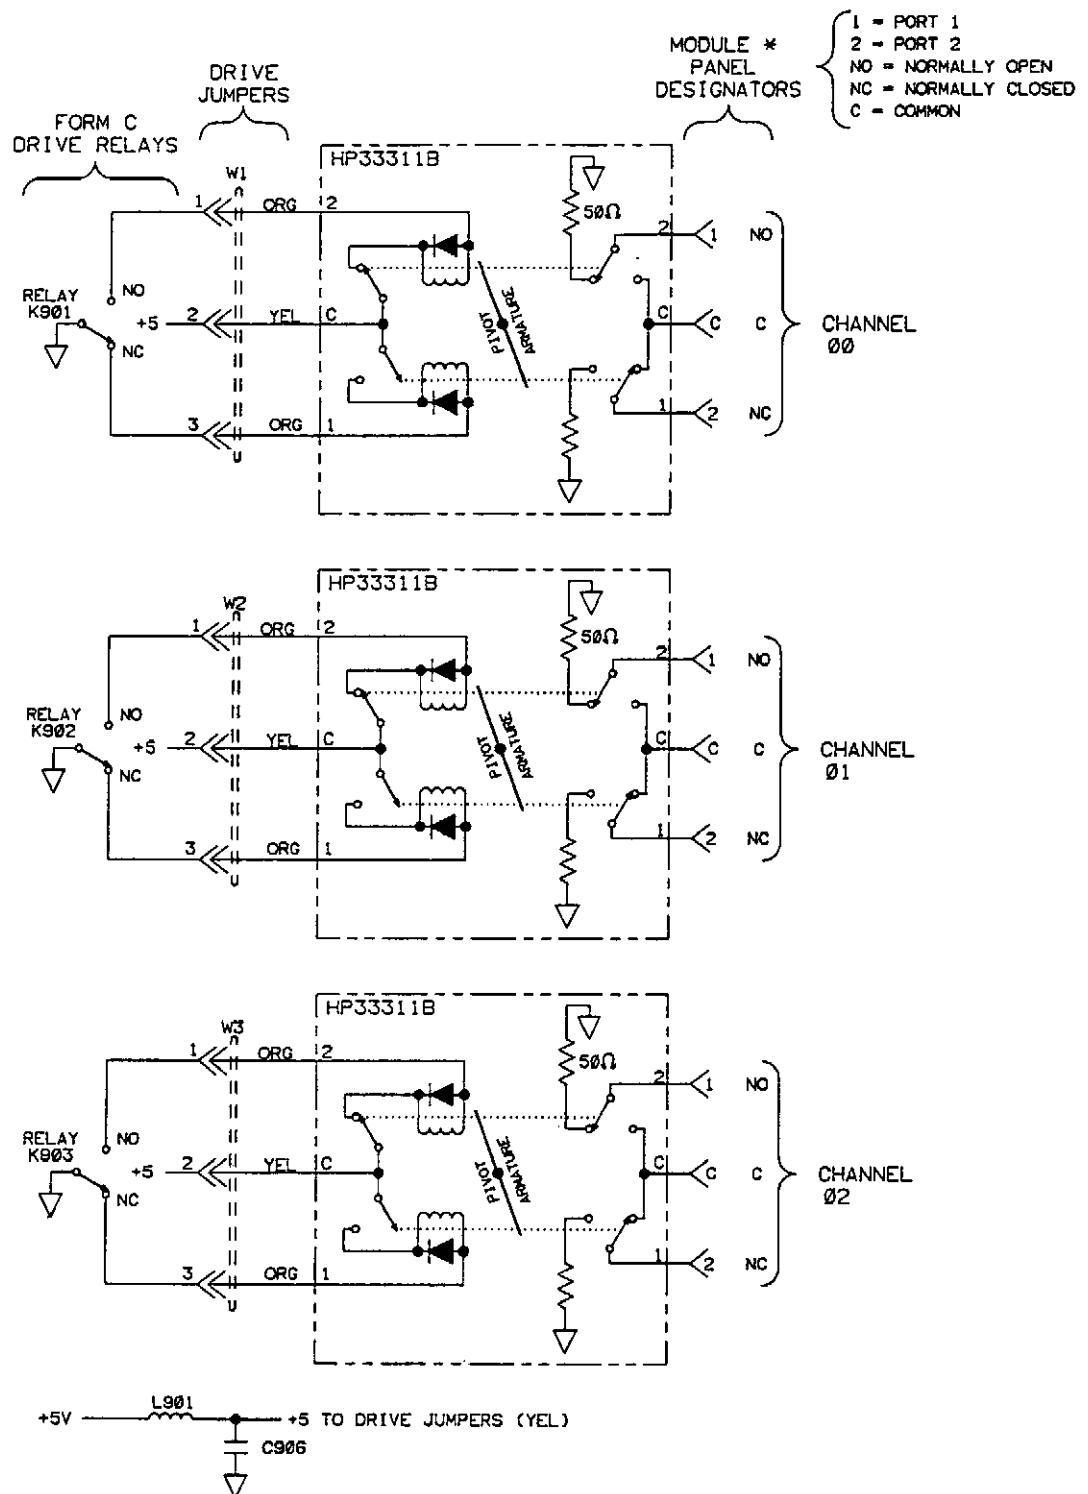 MODULE *
PANEL
DESIGNATORS
1 = PORT 1
2 = PORT 2
NO = NORMALLY OPEN
NC = NORMALLY CLOSED
C = COMMON
DRIVE
JUMPERS
FORM C
DRIVE RELAYS
HP33311B
W1
1 ORG 2
50Ω
2 1 NO
RELAY
K901
NO
+5 2 YEL C
NC
PIVOT
ARMATURE
C C C
CHANNEL
00
3 ORG 1
1 2 NC
HP33311B
W2
1 ORG 2
50Ω
2 1 NO
RELAY
K902
NO
+5 2 YEL C
NC
PIVOT
ARMATURE
C C C
CHANNEL
01
3 ORG 1
1 2 NC
HP33311B
W3
1 ORG 2
50Ω
2 1 NO
RELAY
K903
NO
+5 2 YEL C
NC
PIVOT
ARMATURE
C C C
CHANNEL
02
3 ORG 1
1 2 NC
L901
+5V +5 TO DRIVE JUMPERS (YEL)
C906